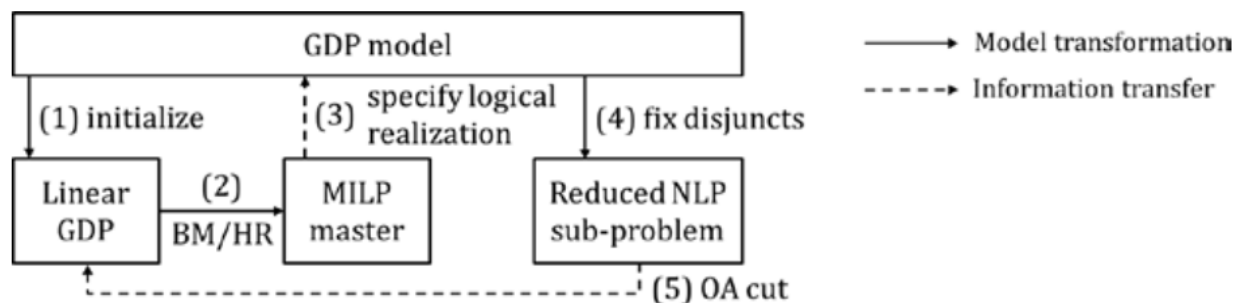 GDP model
Model transformation
Information transfer
(1) initialize
(3) specify logical
realization
(4) fix disjuncts
Linear
GDP
(2)
BM/HR
MILP
master
Reduced NLP
sub-problem
(5) OA cut